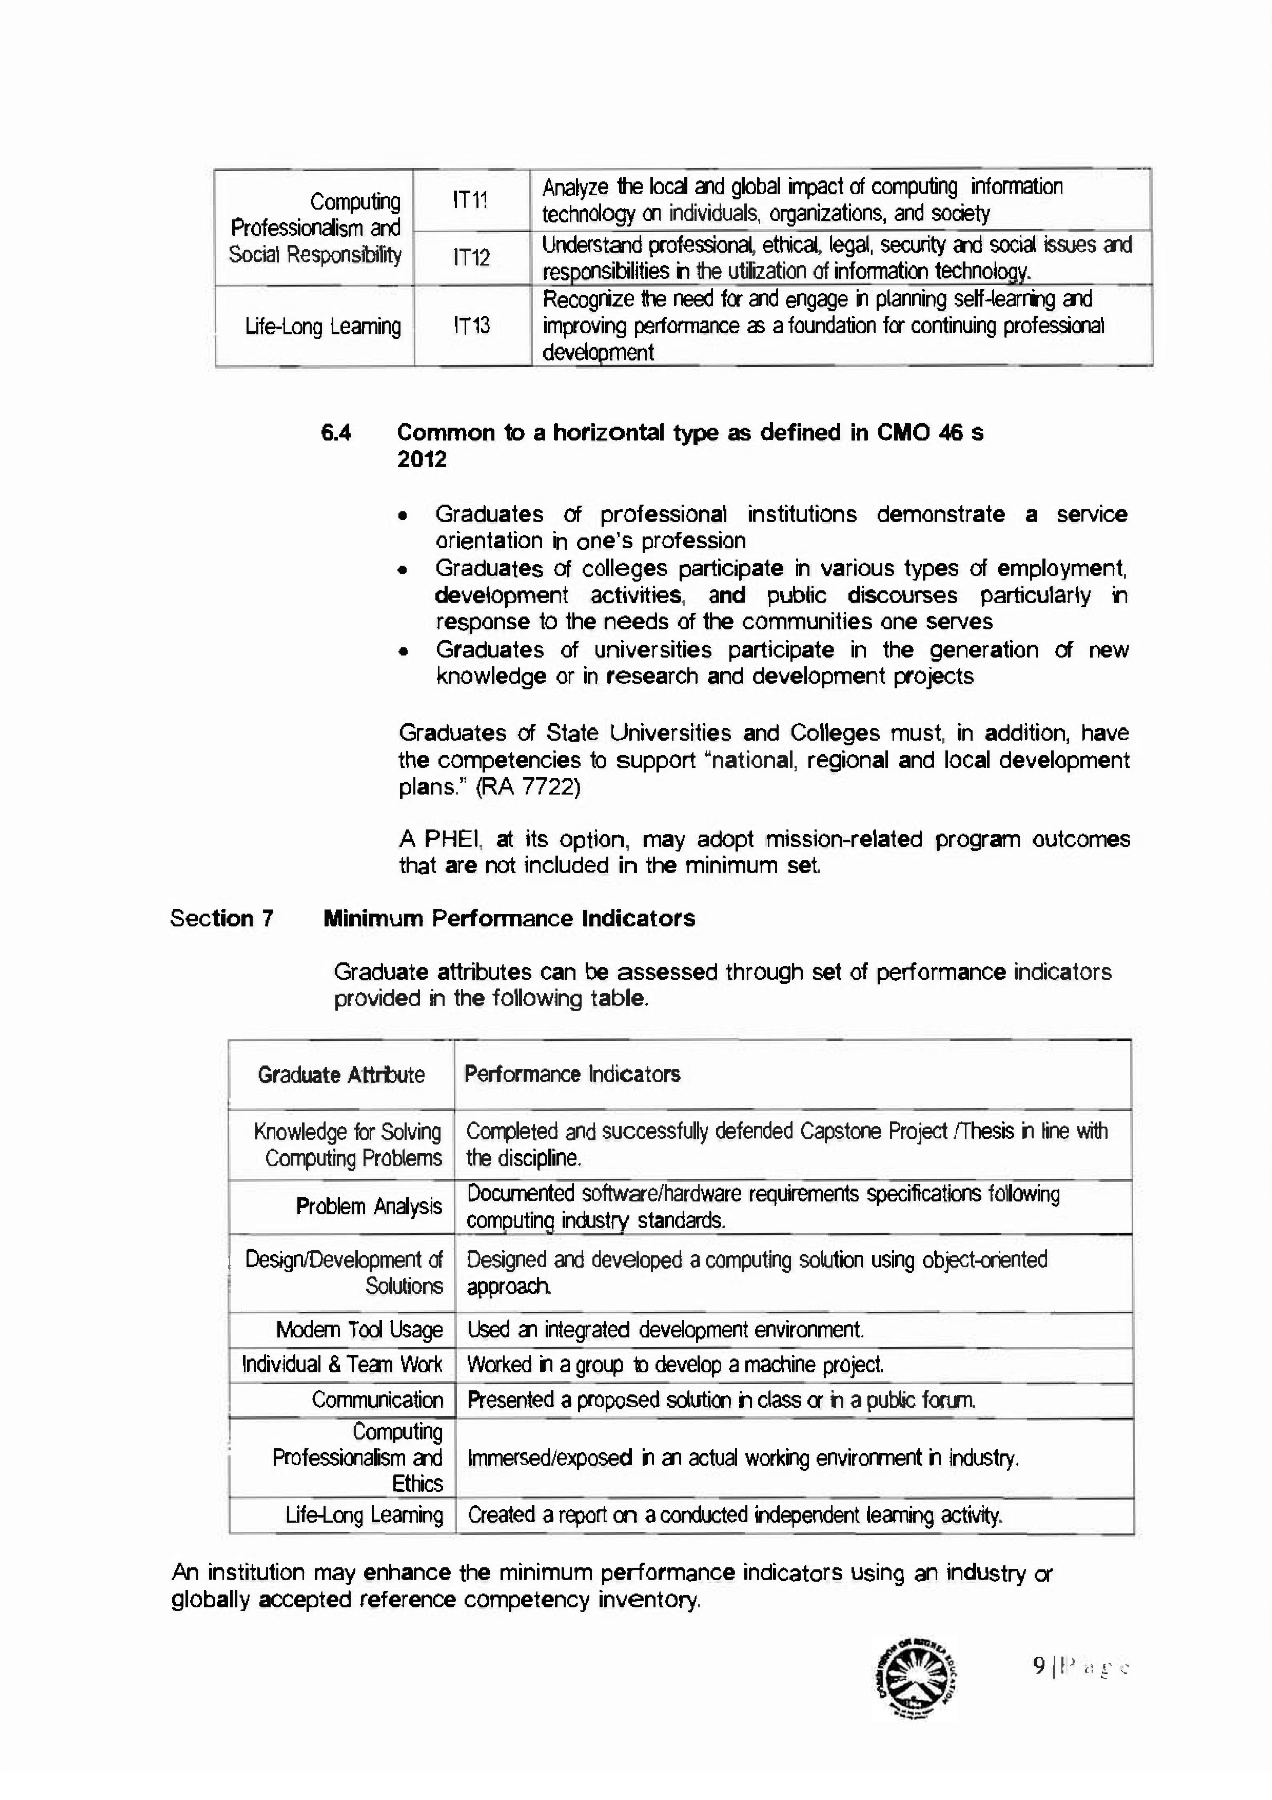 Computing
Professionalism and
Social Responsibility
IT11
Analyze the local and global impact of computing information
technology on individuals, organizations, and society
IT12
Understand professional, ethical, legal, security and social issues and
responsibilities in the utilization of information technology.
Life-Long Learning
IT13
Recognize the need for and engage in planning self-learning and
improving performance as a foundation for continuing professional
development
6.4 Common to a horizontal type as defined in CMO 46 s
2012
• Graduates of professional institutions demonstrate a service
orientation in one's profession
• Graduates of colleges participate in various types of employment,
development activities, and public discourses particularly in
response to the needs of the communities one serves
• Graduates of universities participate in the generation of new
knowledge or in research and development projects
Graduates of State Universities and Colleges must, in addition, have
the competencies to support “national, regional and local development
plans.” (RA 7722)
A PHEI, at its option, may adopt mission-related program outcomes
that are not included in the minimum set.
Section 7 Minimum Performance Indicators
Graduate attributes can be assessed through set of performance indicators
provided in the following table.
Graduate Attribute
Performance Indicators
Knowledge for Solving
Computing Problems
Completed and successfully defended Capstone Project /Thesis in line with
the discipline.
Problem Analysis
Documented software/hardware requirements specifications following
computing industry standards.
Design/Development of
Solutions
Designed and developed a computing solution using object-oriented
approach.
Modern Tool Usage
Used an integrated development environment.
Individual & Team Work
Worked in a group to develop a machine project.
Communication
Presented a proposed solution in class or in a public forum.
Computing
Professionalism and
Ethics
Immersed/exposed in an actual working environment in industry.
Life-Long Learning
Created a report on a conducted independent learning activity.
An institution may enhance the minimum performance indicators using an industry or
globally accepted reference competency inventory.
9 | P a g e